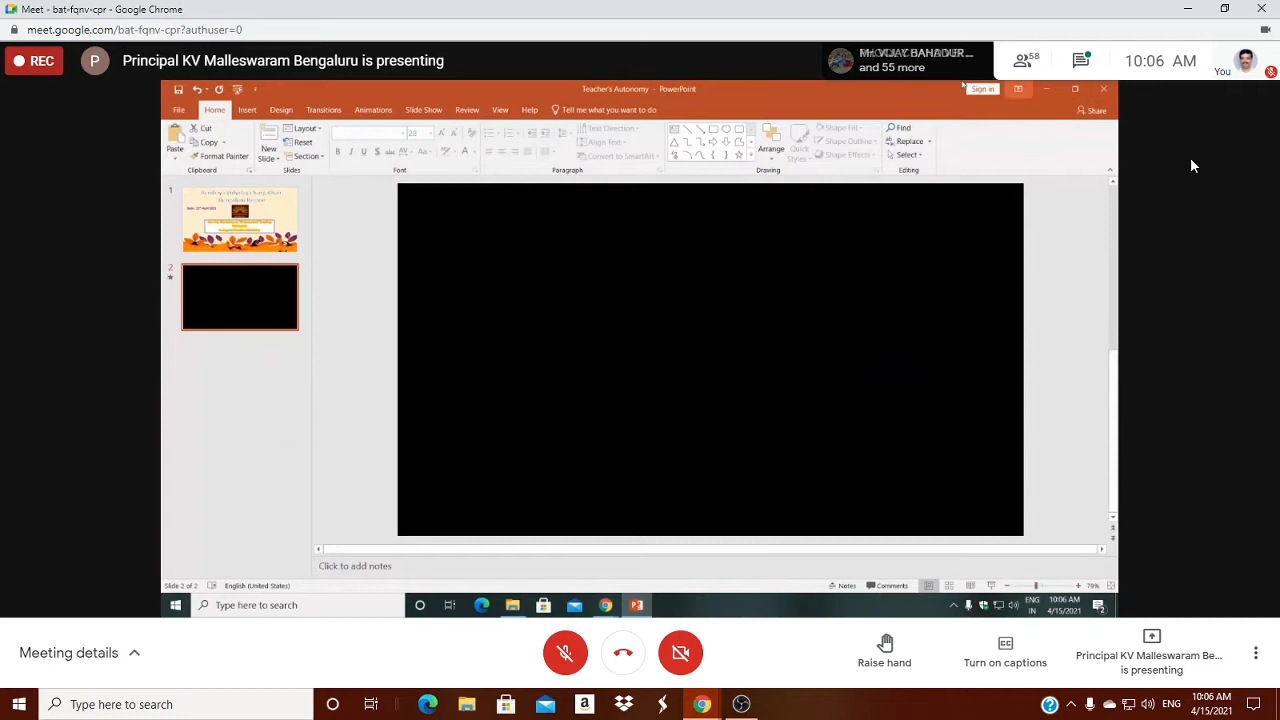 Meet - bat-fqnv-cpr - Google Chrome
meet.google.com/bat-fqnv-cpr?authuser=0
REC
P
Principal KV Malleswaram Bengaluru is presenting
and 55 more
58
10:06 AM
You
Teacher's Autonomy - PowerPoint
Sign in
File Home Insert Design Transitions Animations Slide Show Review View Help Tell me what you want to do
Share
Paste
Cut
Copy
Format Painter
Clipboard
New Slide
Layout
Reset
Section
Slides
28
Font
Text Direction
Align Text
Convert to SmartArt
Paragraph
Arrange
Quick Styles
Shape Fill
Shape Outline
Shape Effects
Drawing
Find
Replace
Select
Editing
1
2
Click to add notes
Slide 2 of 2
English (United States)
Notes
Comments
79%
Type here to search
ENG
IN
10:06 AM
4/15/2021
2
Meeting details
Raise hand
Turn on captions
Principal KV Malleswaram Be...
is presenting
Type here to search
ENG
10:06 AM
4/15/2021